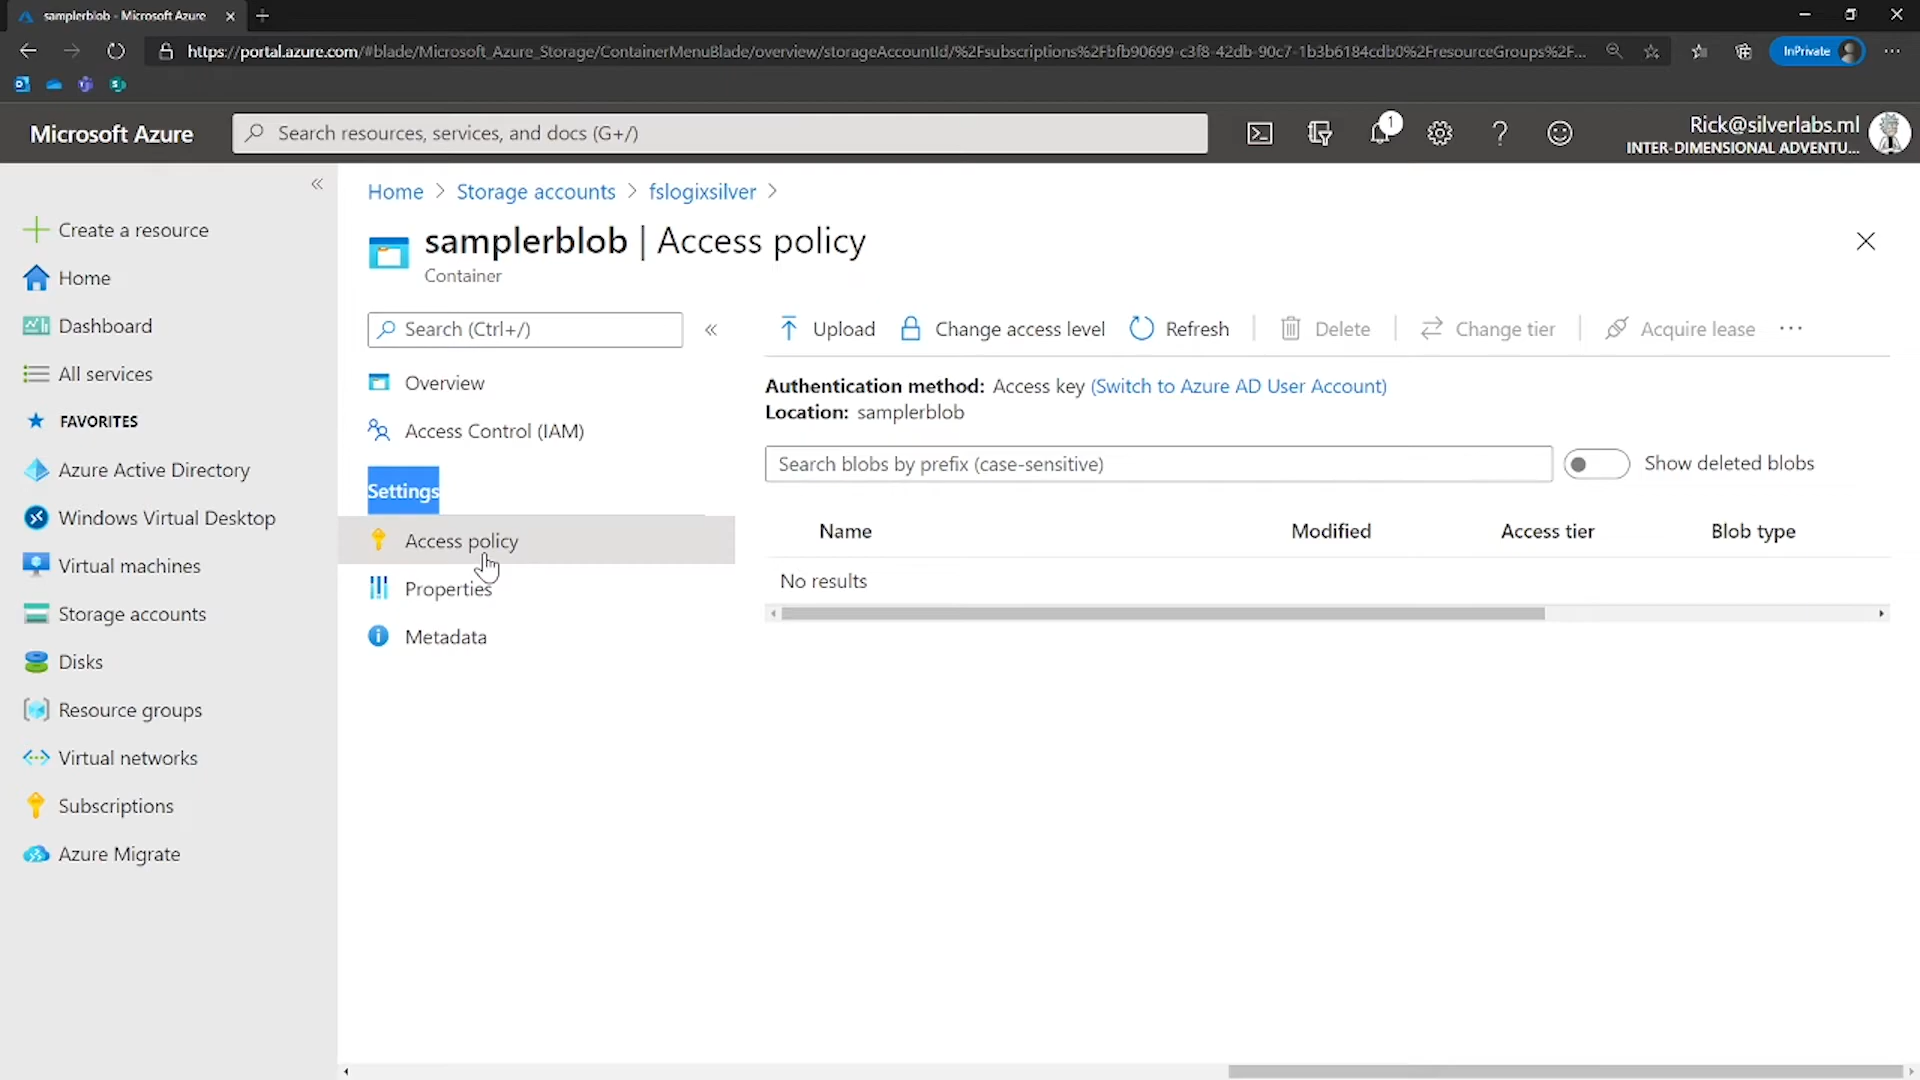 samplerblob - Microsoft Azure
https://portal.azure.com/#blade/Microsoft_Azure_Storage/ContainerMenuBlade/overview/storageAccountId/%2Fsubscriptions%2Fbfb90699-c3f8-42db-90c7-1b3b6184cdb0%2FresourceGroups%2F...
InPrivate
Microsoft Azure
Search resources, services, and docs (G+/)
1
Rick@silverlabs.ml
INTER-DIMENSIONAL ADVENTU...
Create a resource
Home
Dashboard
All services
FAVORITES
Azure Active Directory
Windows Virtual Desktop
Virtual machines
Storage accounts
Disks
Resource groups
Virtual networks
Subscriptions
Azure Migrate
Home > Storage accounts > fslogixsilver >
samplerblob | Access policy
Container
Search (Ctrl+/)
Overview
Access Control (IAM)
Settings
Access policy
Properties
Metadata
Upload Change access level Refresh Delete Change tier Acquire lease ...
Authentication method: Access key (Switch to Azure AD User Account)
Location: samplerblob
Search blobs by prefix (case-sensitive)
Show deleted blobs
Name Modified Access tier Blob type
No results